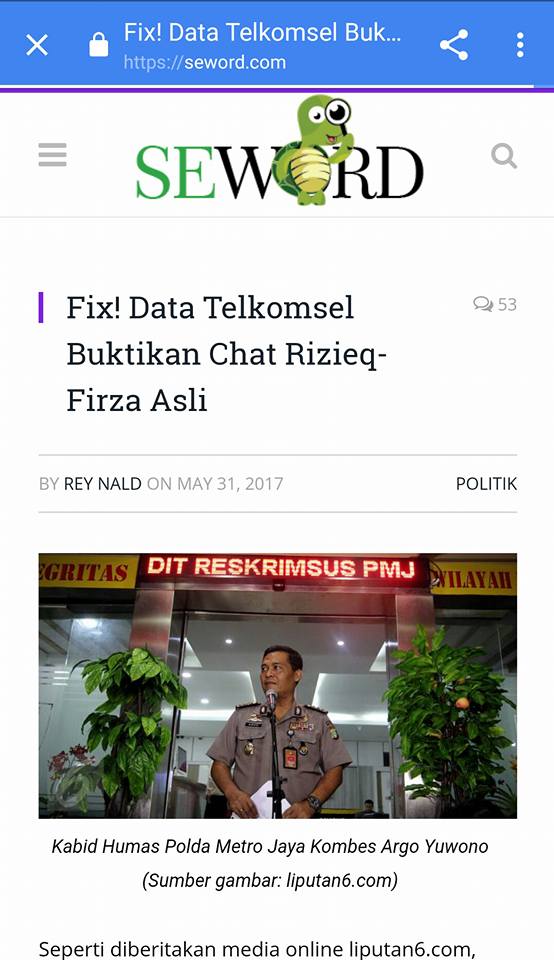 Fix! Data Telkomsel Buk...
https://seword.com
SEWORD
Fix! Data Telkomsel
Buktikan Chat Rizieq-
Firza Asli
53
BY REY NALD ON MAY 31, 2017
POLITIK
EGRITAS
DIT RESKRIMSUS PMJ
WILAYAH
Kabid Humas Polda Metro Jaya Kombes Argo Yuwono
(Sumber gambar: liputan6.com)
Seperti diberitakan media online liputan6.com,